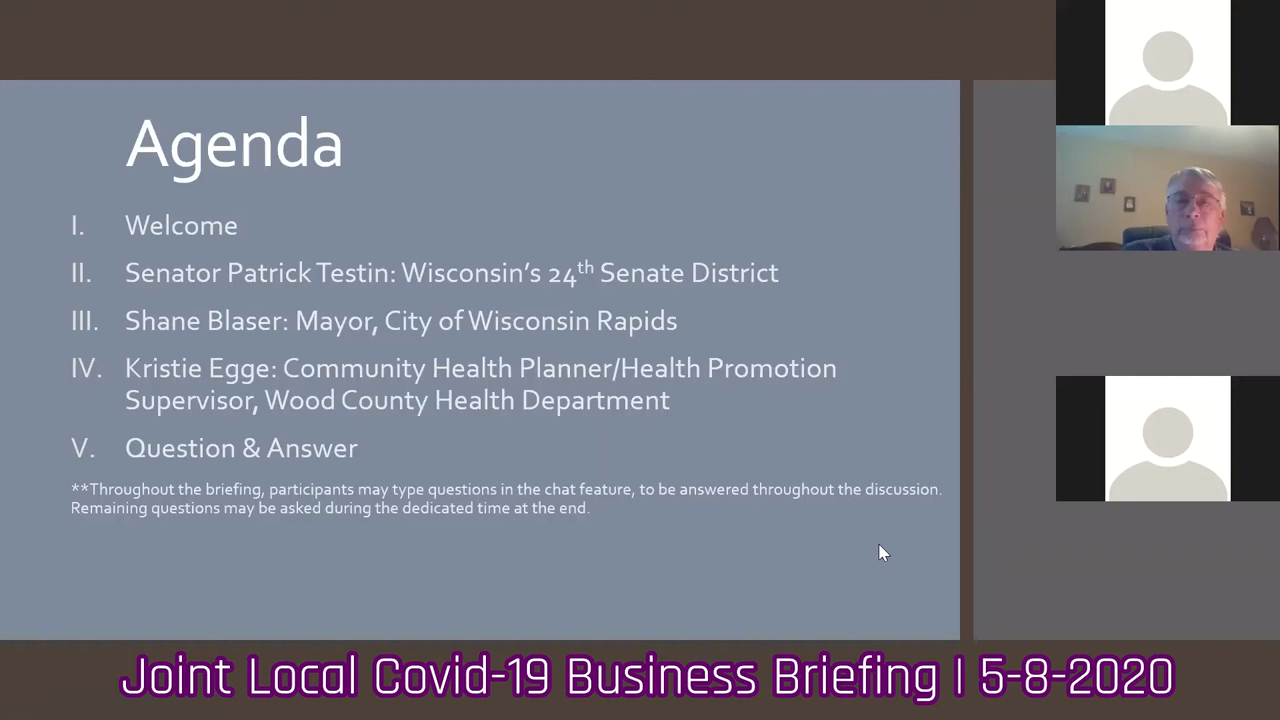 Agenda
I. Welcome
II. Senator Patrick Testin: Wisconsin's 24th Senate District
III. Shane Blaser: Mayor, City of Wisconsin Rapids
IV. Kristie Egge: Community Health Planner/Health Promotion
Supervisor, Wood County Health Department
V. Question & Answer
**Throughout the briefing, participants may type questions in the chat feature, to be answered throughout the discussion.
Remaining questions may be asked during the dedicated time at the end.
Joint Local Covid-19 Business Briefing | 5-8-2020